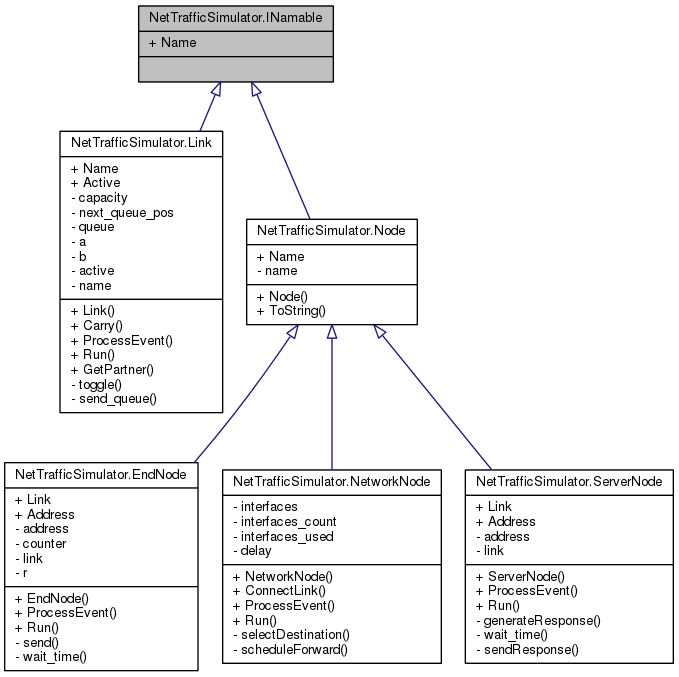 NetTrafficSimulator.INamable
+ Name
NetTrafficSimulator.Link
+ Name
+ Active
- capacity
- next_queue_pos
- queue
- a
- b
- active
- name
+ Link()
+ Carry()
+ ProcessEvent()
+ Run()
+ GetPartner()
- toggle()
- send_queue()
NetTrafficSimulator.Node
+ Name
- name
+ Node()
+ ToString()
NetTrafficSimulator.EndNode
+ Link
+ Address
- address
- counter
- link
- r
+ EndNode()
+ ProcessEvent()
+ Run()
- send()
- wait_time()
NetTrafficSimulator.NetworkNode
- interfaces
- interfaces_count
- interfaces_used
- delay
+ NetworkNode()
+ ConnectLink()
+ ProcessEvent()
+ Run()
- selectDestination()
- scheduleForward()
NetTrafficSimulator.ServerNode
+ Link
+ Address
- address
- link
+ ServerNode()
+ ProcessEvent()
+ Run()
- generateResponse()
- wait_time()
- sendResponse()